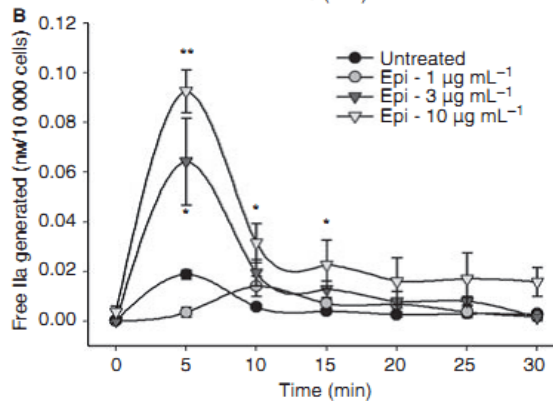 B
Untreated
Epi - 1 μg mL⁻¹
Epi - 3 μg mL⁻¹
Epi - 10 μg mL⁻¹
**
*
*
*
Free IIa generated (nM/10 000 cells)
0.12
0.10
0.08
0.06
0.04
0.02
0.00
0 5 10 15 20 25 30
Time (min)